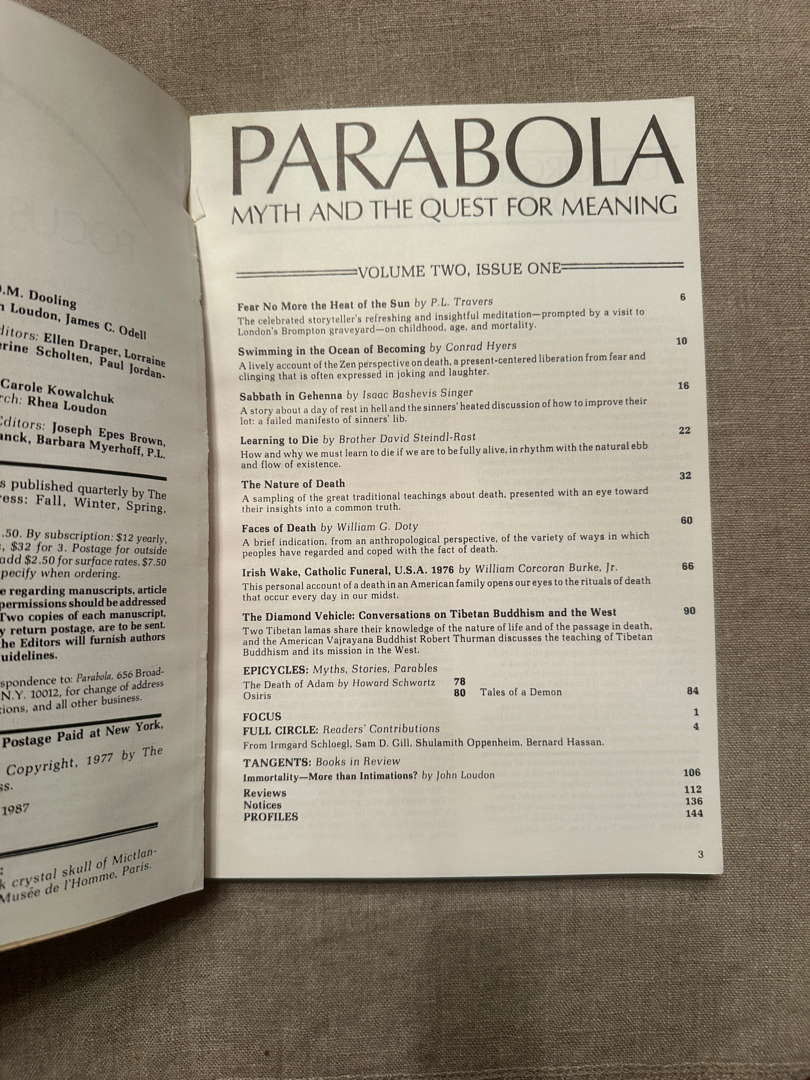 .M. Dooling
Loudon, James C. Odell
Ellen Draper, Lorraine
Scholten, Paul Jordan-
Carole Kowalchuk
Rhea Loudon
Joseph Epes Brown,
Barbara Myerhoff, P.L.
published quarterly by The
Fall, Winter, Spring,
.50. By subscription: $12 yearly,
$32 for 3. Postage for outside
add $2.50 for surface rates, $7.50
specify when ordering.
regarding manuscripts, article
permissions should be addressed
Two copies of each manuscript,
return postage, are to be sent.
The Editors will furnish authors
to: Parabola, 656 Broad-
N.Y. 10012, for change of address
and all other business.
Postage Paid at New York,
Copyright, 1977 by The
1987
crystal skull of Mictlan-
Musée de l'Homme, Paris.
PARABOLA
MYTH AND THE QUEST FOR MEANING
VOLUME TWO, ISSUE ONE
Fear No More the Heat of the Sun by P.L. Travers 6
The celebrated storyteller's refreshing and insightful meditation—prompted by a visit to
London's Brompton graveyard—on childhood, age, and mortality.
Swimming in the Ocean of Becoming by Conrad Hyers 10
A lively account of the Zen perspective on death, a present-centered liberation from fear and
clinging that is often expressed in joking and laughter.
Sabbath in Gehenna by Isaac Bashevis Singer 16
A story about a day of rest in hell and the sinners' heated discussion of how to improve their
lot: a failed manifesto of sinners' lib.
Learning to Die by Brother David Steindl-Rast 22
How and why we must learn to die if we are to be fully alive, in rhythm with the natural ebb
and flow of existence.
The Nature of Death 32
A sampling of the great traditional teachings about death, presented with an eye toward
their insights into a common truth.
Faces of Death by William G. Doty 60
A brief indication, from an anthropological perspective, of the variety of ways in which
peoples have regarded and coped with the fact of death.
Irish Wake, Catholic Funeral, U.S.A. 1976 by William Corcoran Burke, Jr. 66
This personal account of a death in an American family opens our eyes to the rituals of death
that occur every day in our midst.
The Diamond Vehicle: Conversations on Tibetan Buddhism and the West 90
Two Tibetan lamas share their knowledge of the nature of life and of the passage in death,
and the American Vajrayana Buddhist Robert Thurman discusses the teaching of Tibetan
Buddhism and its mission in the West.
EPICYCLES: Myths, Stories, Parables
The Death of Adam by Howard Schwartz 78
Osiris 80 Tales of a Demon 84
FOCUS 1
FULL CIRCLE: Readers' Contributions 4
From Irmgard Schloegl, Sam D. Gill, Shulamith Oppenheim, Bernard Hassan.
TANGENTS: Books in Review
Immortality—More than Intimations? by John Loudon 106
Reviews 112
Notices 136
PROFILES 144
3